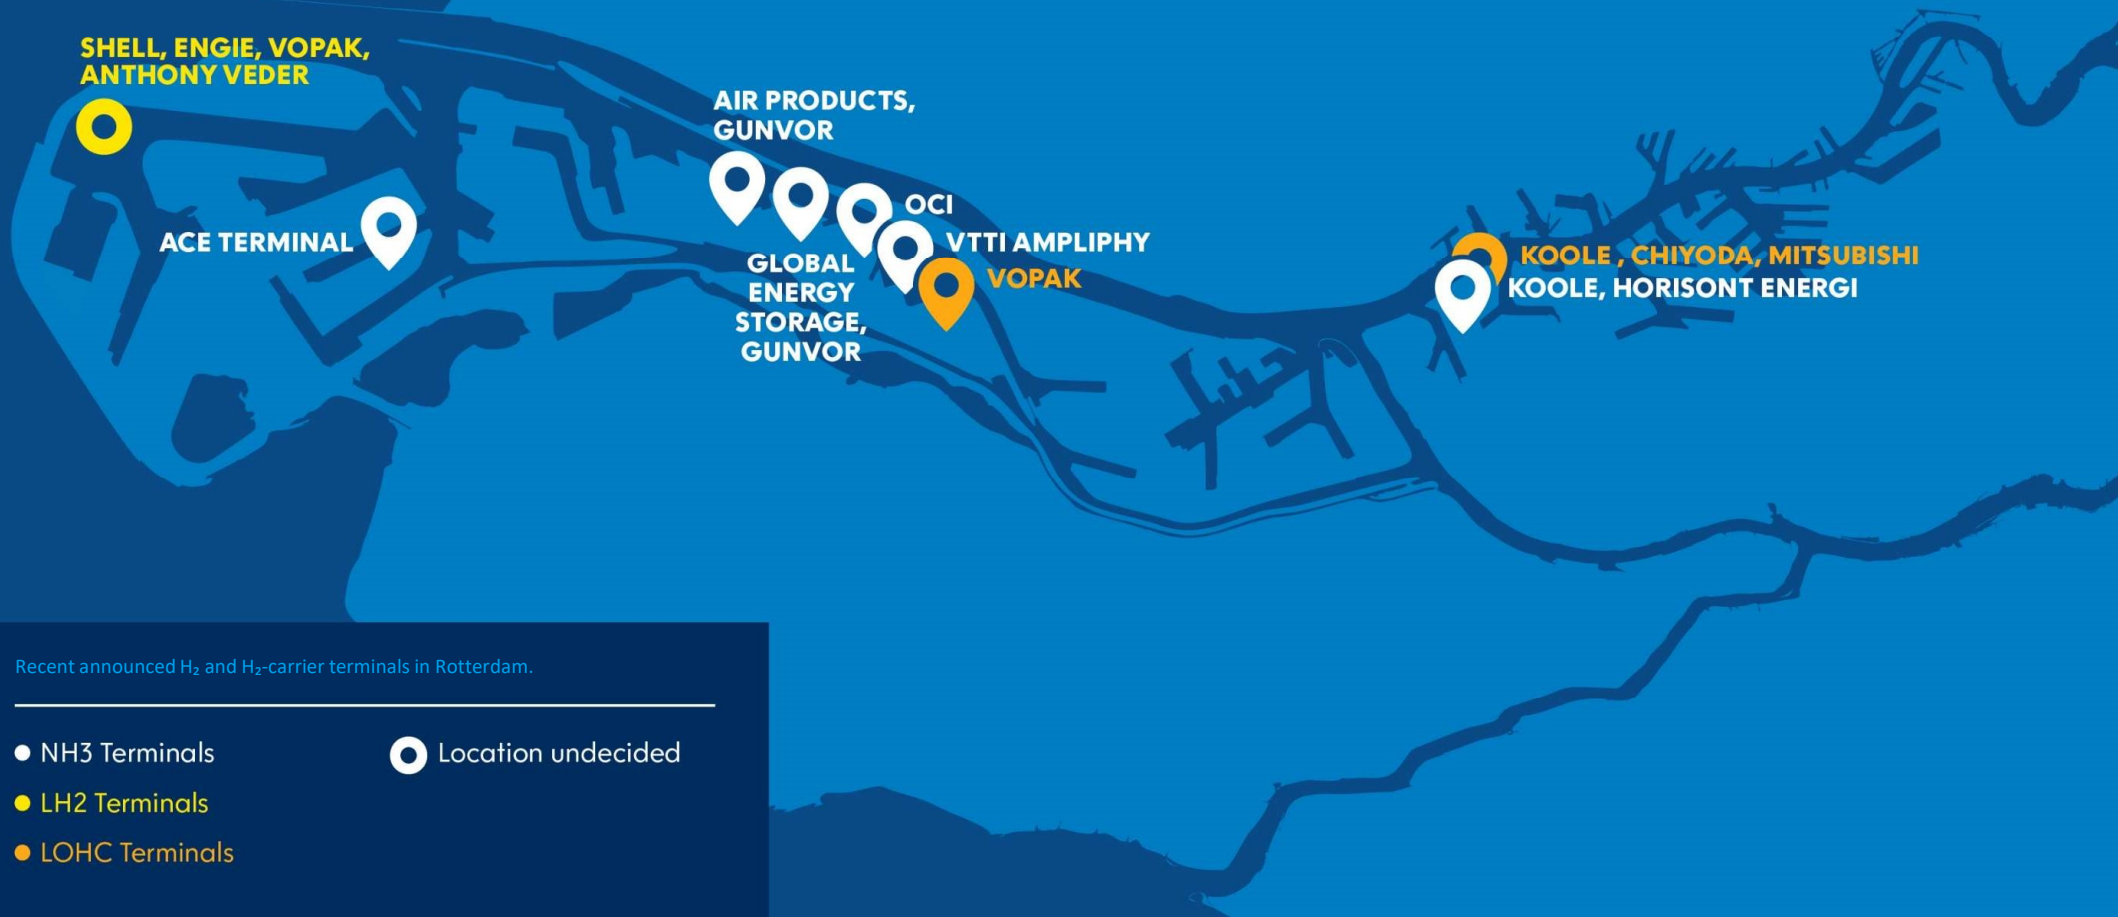 SHELL, ENGIE, VOPAK,
ANTHONY VEDER
AIR PRODUCTS,
GUNVOR
OCI
ACE TERMINAL
VTTI AMPLIPHY
GLOBAL
ENERGY
STORAGE,
GUNVOR
VOPAK
KOOLE , CHIYODA, MITSUBISHI
KOOLE, HORISONT ENERGI
Recent announced H₂ and H₂-carrier terminals in Rotterdam.
NH3 Terminals
Location undecided
LH2 Terminals
LOHC Terminals